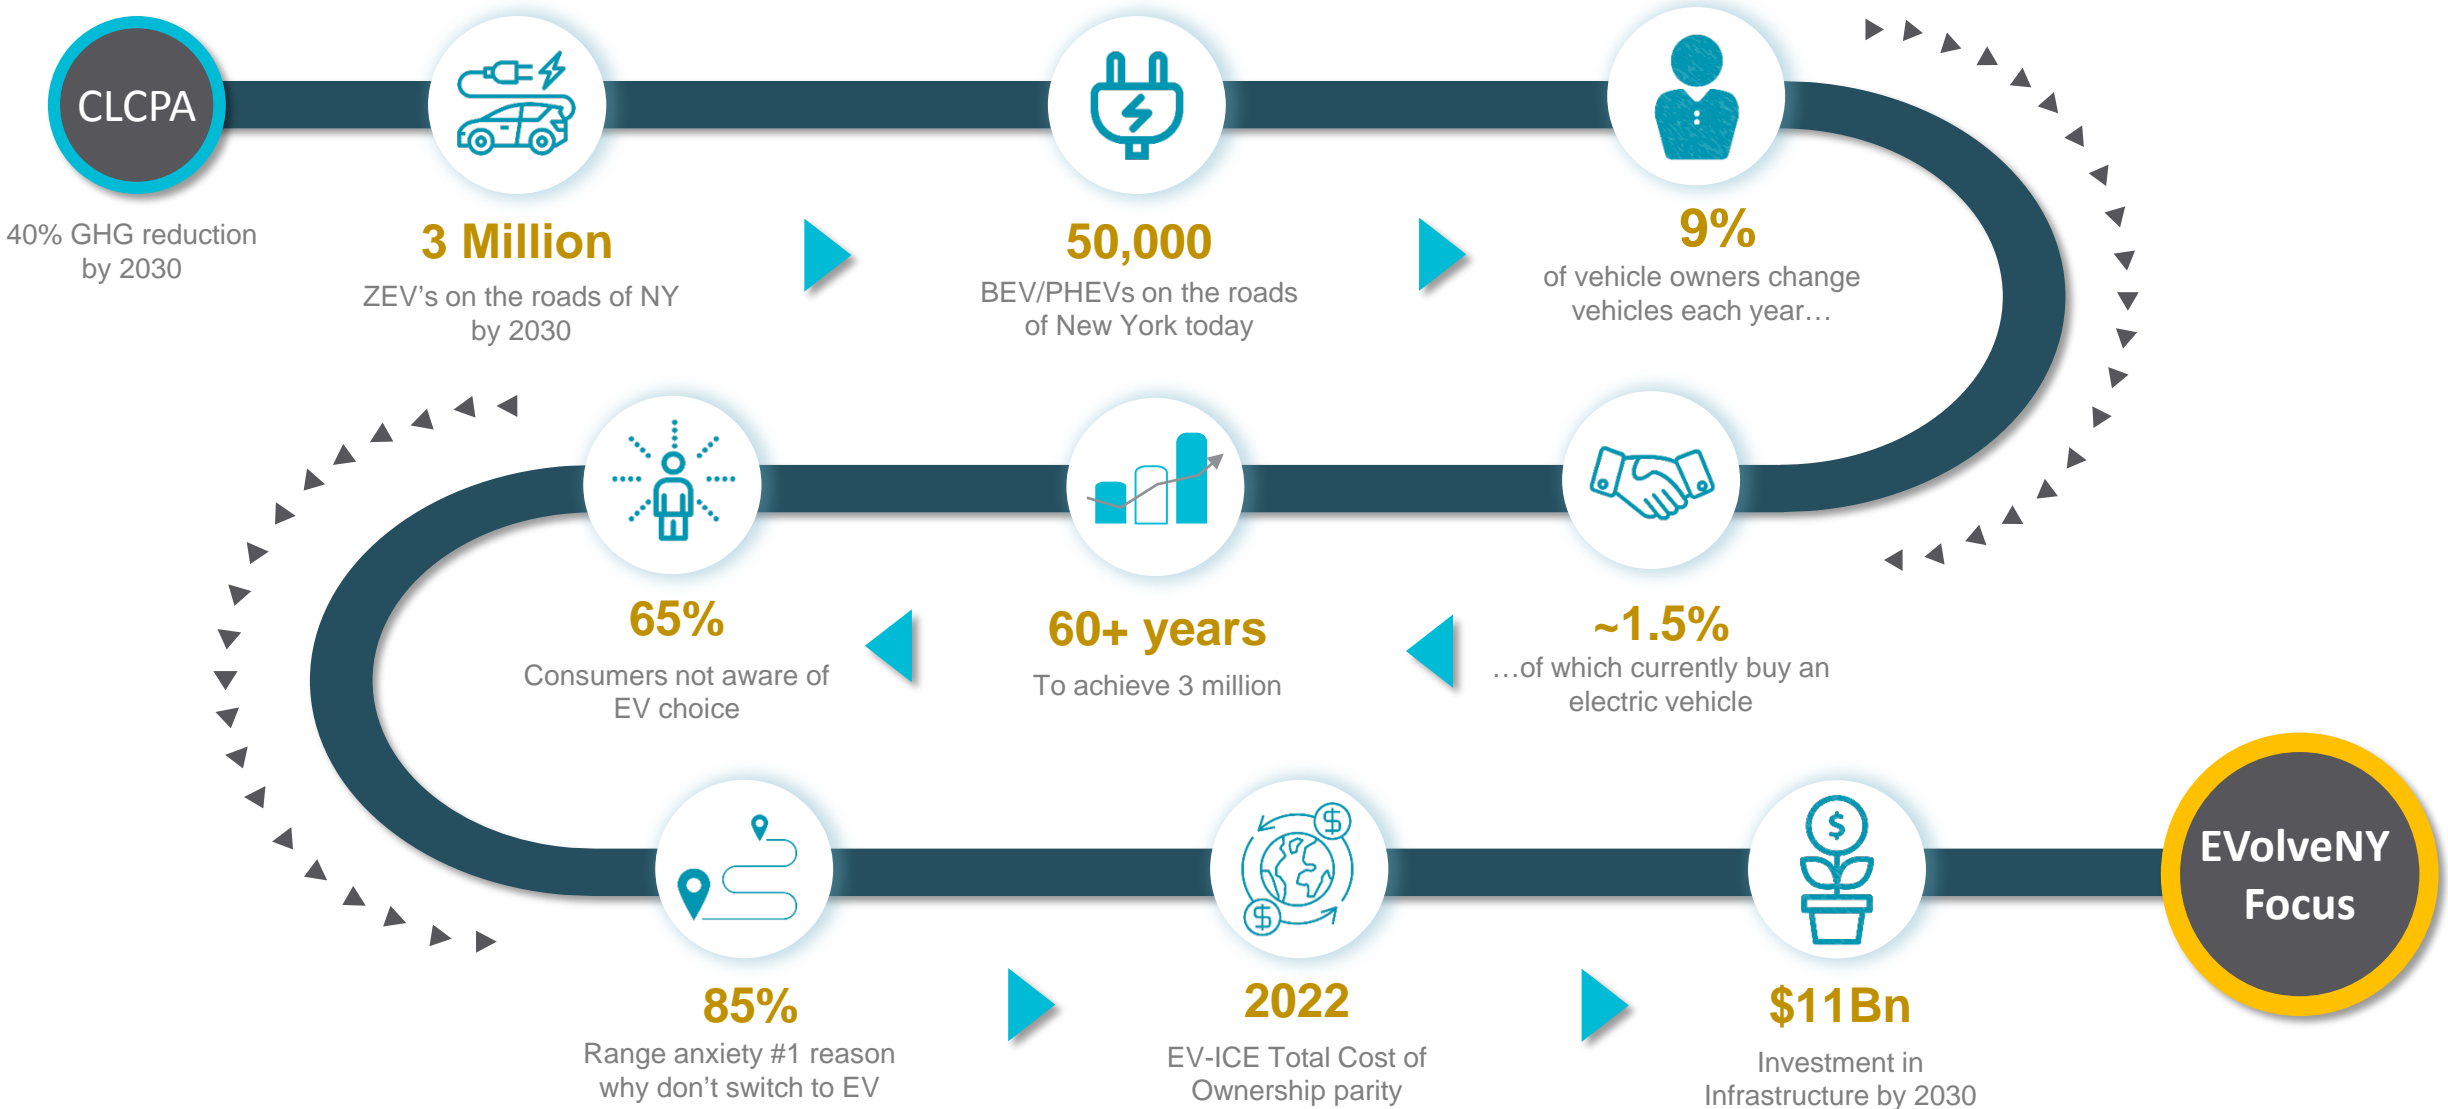 CLCPA
40% GHG reduction
by 2030
3 Million
ZEV's on the roads of NY
by 2030
50,000
BEV/PHEVs on the roads
of New York today
9%
of vehicle owners change
vehicles each year…
~1.5%
…of which currently buy an
electric vehicle
60+ years
To achieve 3 million
65%
Consumers not aware of
EV choice
85%
Range anxiety #1 reason
why don't switch to EV
2022
EV-ICE Total Cost of
Ownership parity
$
$
$
$11Bn
Investment in
Infrastructure by 2030
EVolveNY
Focus